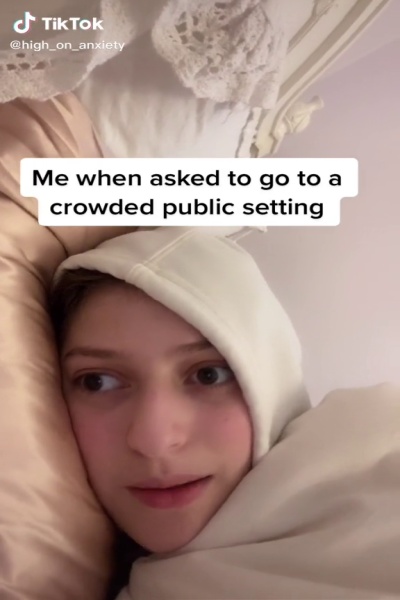 TikTok
@high_on_anxiety
Me when asked to go to a
crowded public setting